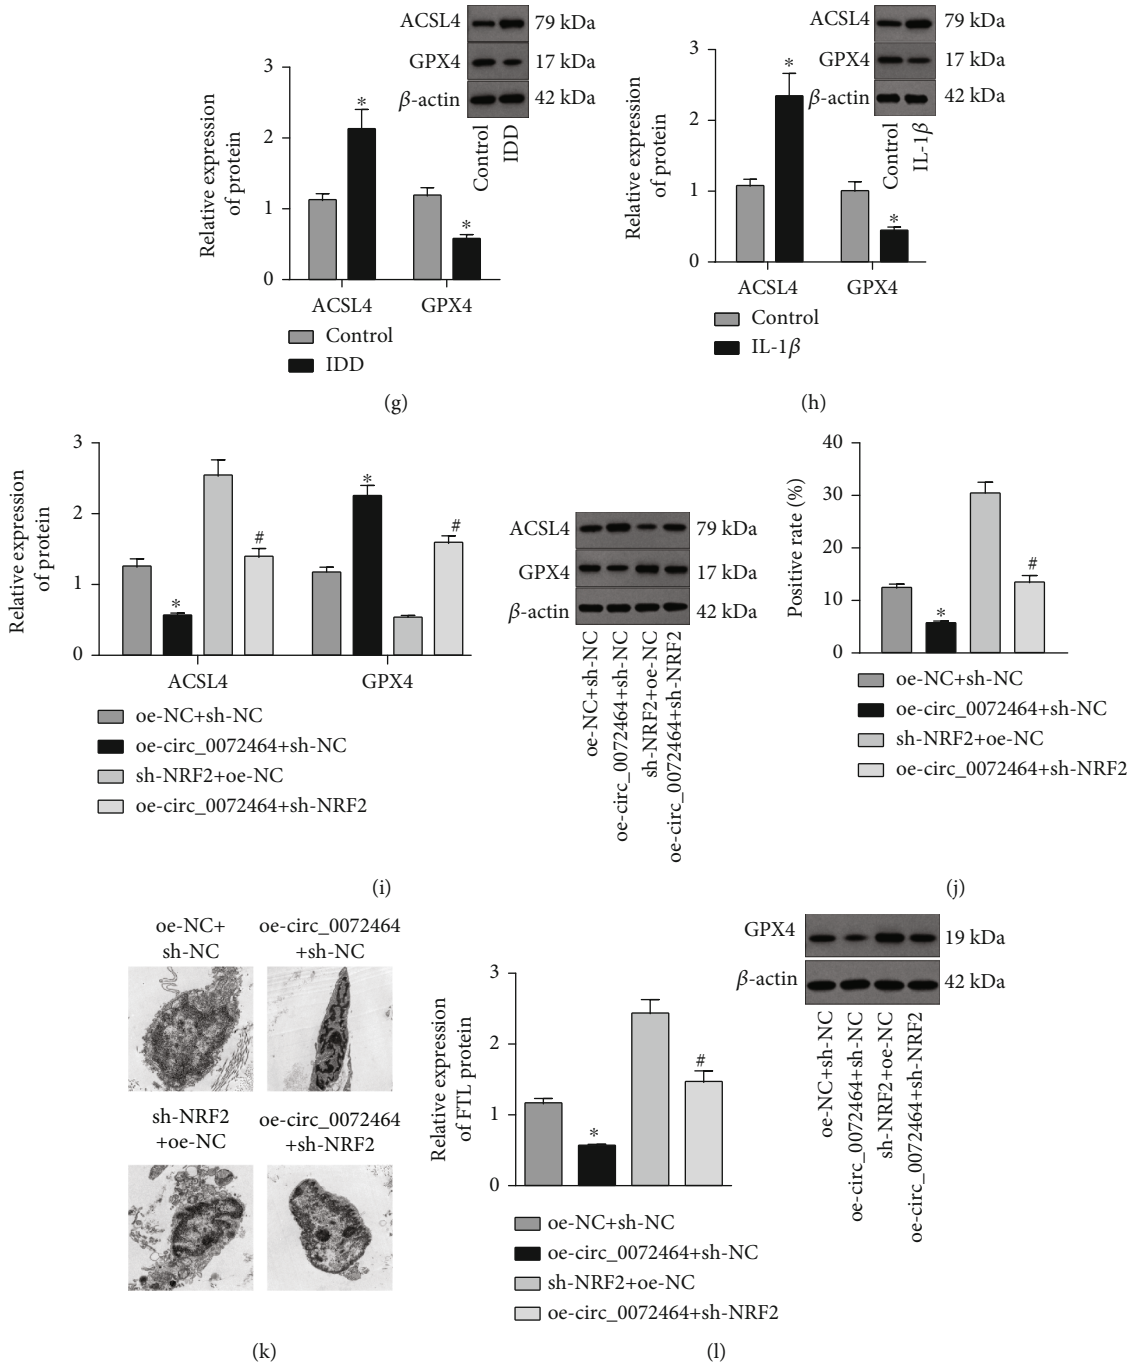 ACSL4 79 kDa
GPX4 17 kDa
β-actin 42 kDa
Control
IDD
Relative expression
of protein
3
2
1
0
*
*
ACSL4 GPX4
Control
IDD
(g)
ACSL4 79 kDa
GPX4 17 kDa
β-actin 42 kDa
Control
IL-1β
Relative expression
of protein
3
2
1
0
*
*
ACSL4 GPX4
Control
IL-1β
(h)
Relative expression
of protein
3
2
1
0
*
#
*
#
ACSL4 GPX4
oe-NC+sh-NC
oe-circ_0072464+sh-NC
sh-NRF2+oe-NC
oe-circ_0072464+sh-NRF2
ACSL4 79 kDa
GPX4 17 kDa
β-actin 42 kDa
oe-NC+sh-NC
oe-circ_0072464+sh-NC
sh-NRF2+oe-NC
oe-circ_0072464+sh-NRF2
(i)
Positive rate (%)
40
30
20
10
0
*
#
oe-NC+sh-NC
oe-circ_0072464+sh-NC
sh-NRF2+oe-NC
oe-circ_0072464+sh-NRF2
(j)
oe-NC+
sh-NC
oe-circ_0072464
+sh-NC
sh-NRF2
+oe-NC
oe-circ_0072464
+sh-NRF2
(k)
Relative expression
of FTL protein
3
2
1
0
*
#
oe-NC+sh-NC
oe-circ_0072464+sh-NC
sh-NRF2+oe-NC
oe-circ_0072464+sh-NRF2
GPX4 19 kDa
β-actin 42 kDa
oe-NC+sh-NC
oe-circ_0072464+sh-NC
sh-NRF2+oe-NC
oe-circ_0072464+sh-NRF2
(l)